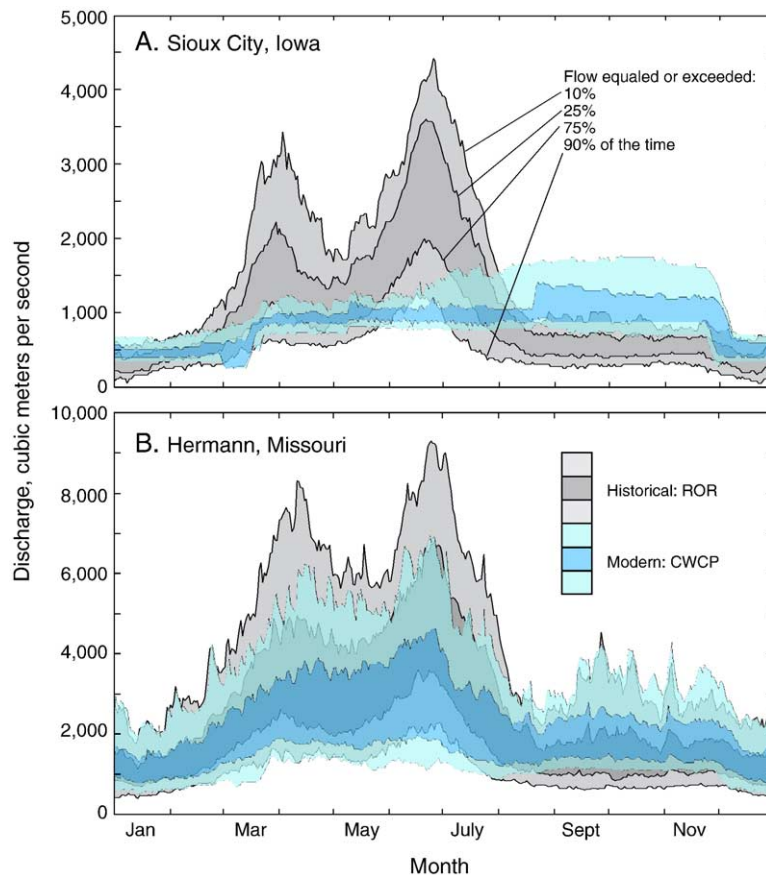 A. Sioux City, Iowa
Flow equaled or exceeded:
10%
25%
75%
90% of the time
5,000
4,000
3,000
2,000
1,000
0
B. Hermann, Missouri
Historical: ROR
Modern: CWCP
10,000
8,000
6,000
4,000
2,000
0
Discharge, cubic meters per second
Jan Mar May July Sept Nov
Month